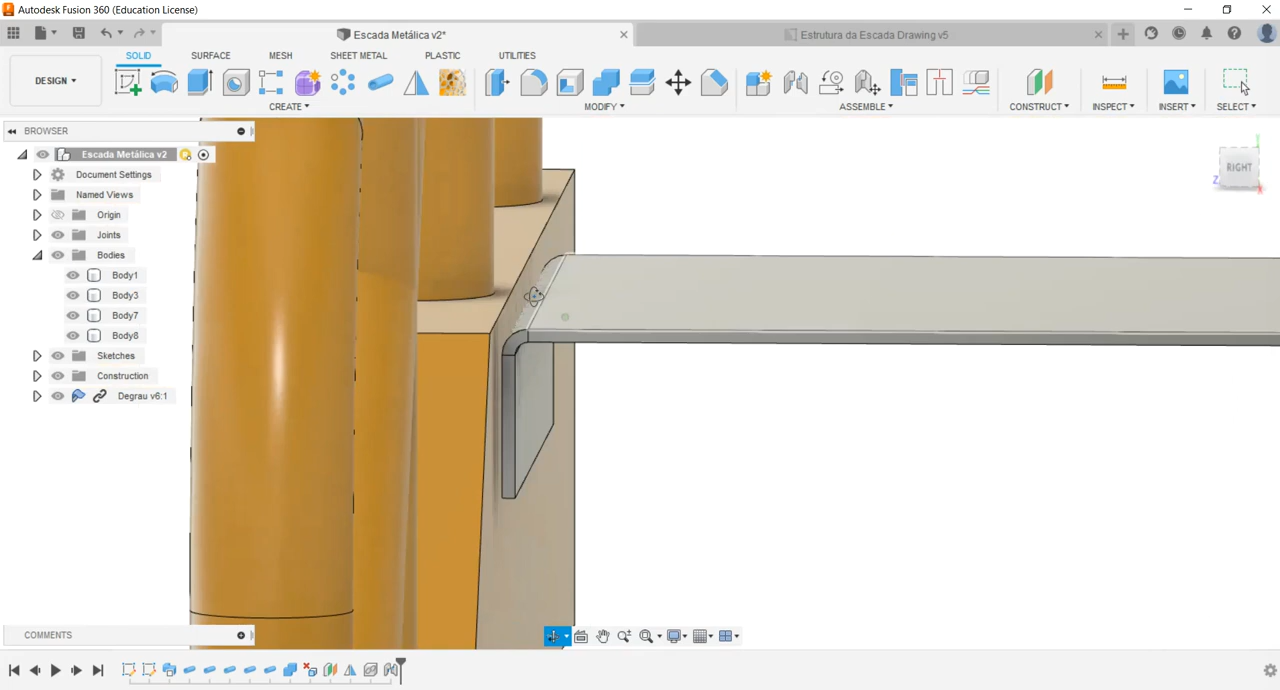 Autodesk Fusion 360 (Education License)
Escada Metálica v2*
Estrutura da Escada Drawing v5
DESIGN
SOLID SURFACE MESH SHEET METAL PLASTIC UTILITIES
CREATE MODIFY ASSEMBLE CONSTRUCT INSPECT INSERT SELECT
BROWSER
Escada Metálica v2
Document Settings
Named Views
Origin
Joints
Bodies
Body1
Body3
Body7
Body8
Sketches
Construction
Degrau v6:1
RIGHT
Z
X
COMMENTS